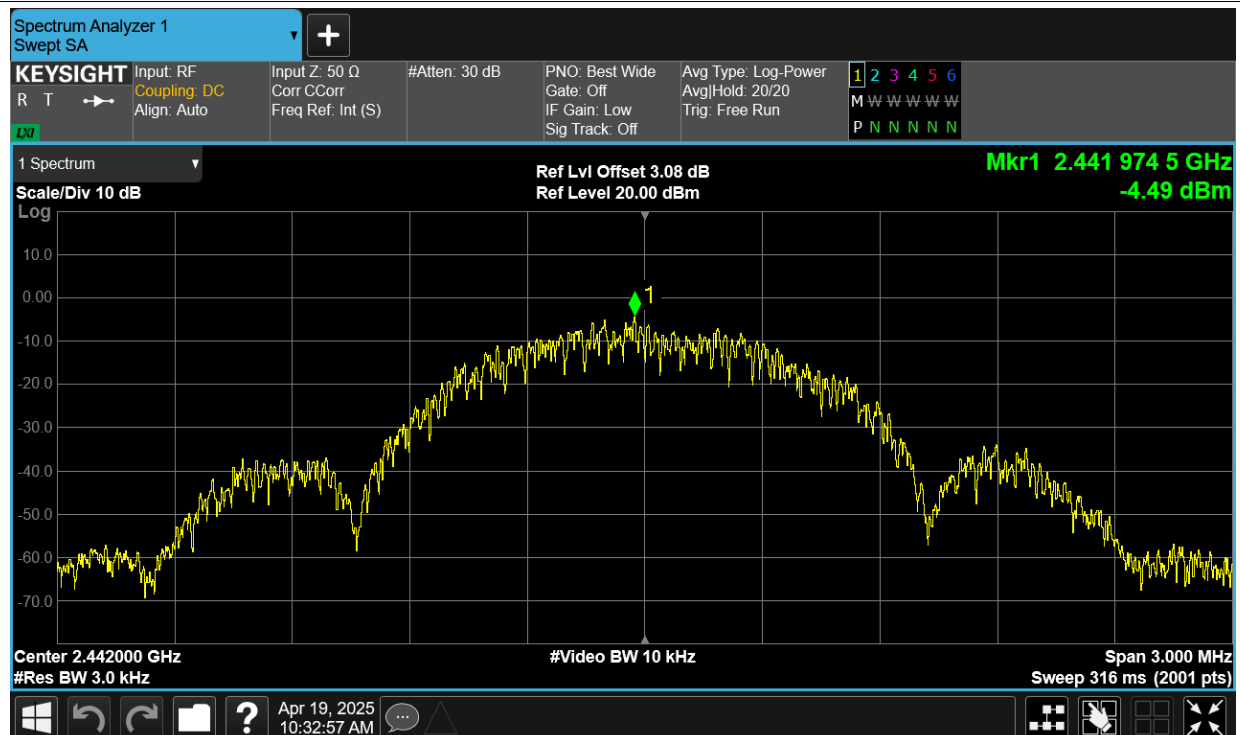 Spectrum Analyzer 1
Swept SA
+
KEYSIGHT
R T
LXI
Input: RF
Coupling: DC
Align: Auto
Input Z: 50 Ω
Corr CCorr
Freq Ref: Int (S)
#Atten: 30 dB
PNO: Best Wide
Gate: Off
IF Gain: Low
Sig Track: Off
Avg Type: Log-Power
Avg|Hold: 20/20
Trig: Free Run
1 2 3 4 5 6
M W W W W W
P N N N N N
1 Spectrum
Ref Lvl Offset 3.08 dB
Mkr1 2.441 974 5 GHz
Scale/Div 10 dB
Ref Level 20.00 dBm
-4.49 dBm
Log
10.0
0.00
1
-10.0
-20.0
-30.0
-40.0
-50.0
-60.0
-70.0
Center 2.442000 GHz
#Video BW 10 kHz
Span 3.000 MHz
#Res BW 3.0 kHz
Sweep 316 ms (2001 pts)
?
Apr 19, 2025
10:32:57 AM